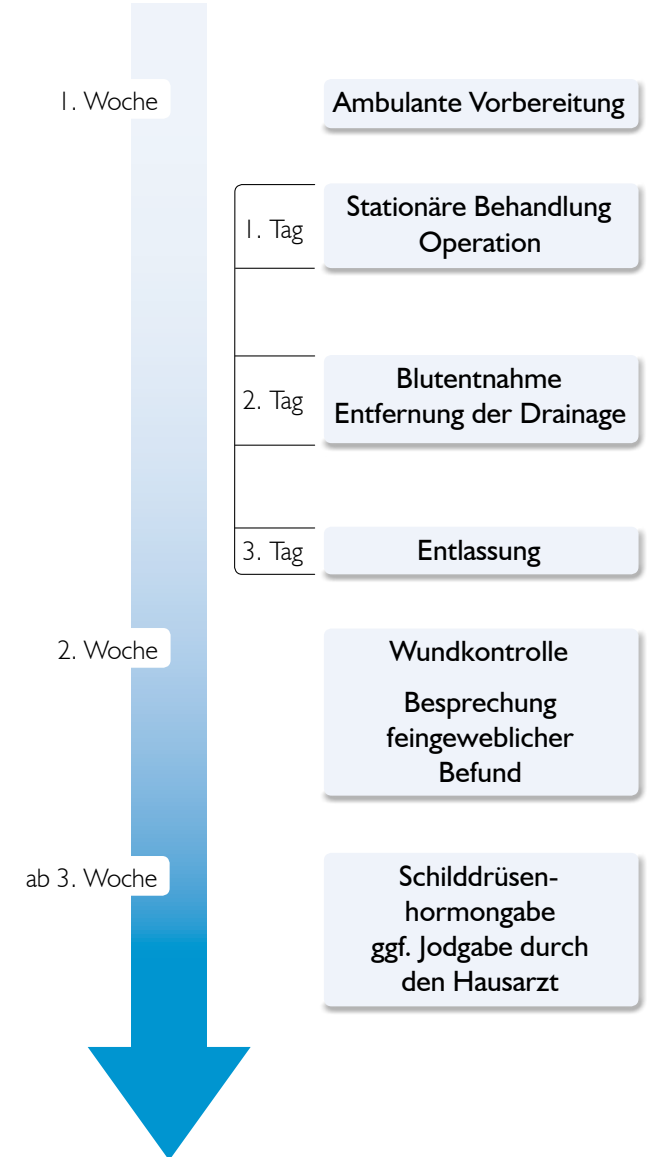 1. Woche
Ambulante Vorbereitung
1. Tag
Stationäre Behandlung
Operation
2. Tag
Blutentnahme
Entfernung der Drainage
3. Tag
Entlassung
2. Woche
Wundkontrolle
Besprechung
feingeweblicher
Befund
ab 3. Woche
Schilddrüsen-
hormongabe
ggf. Jodgabe durch
den Hausarzt